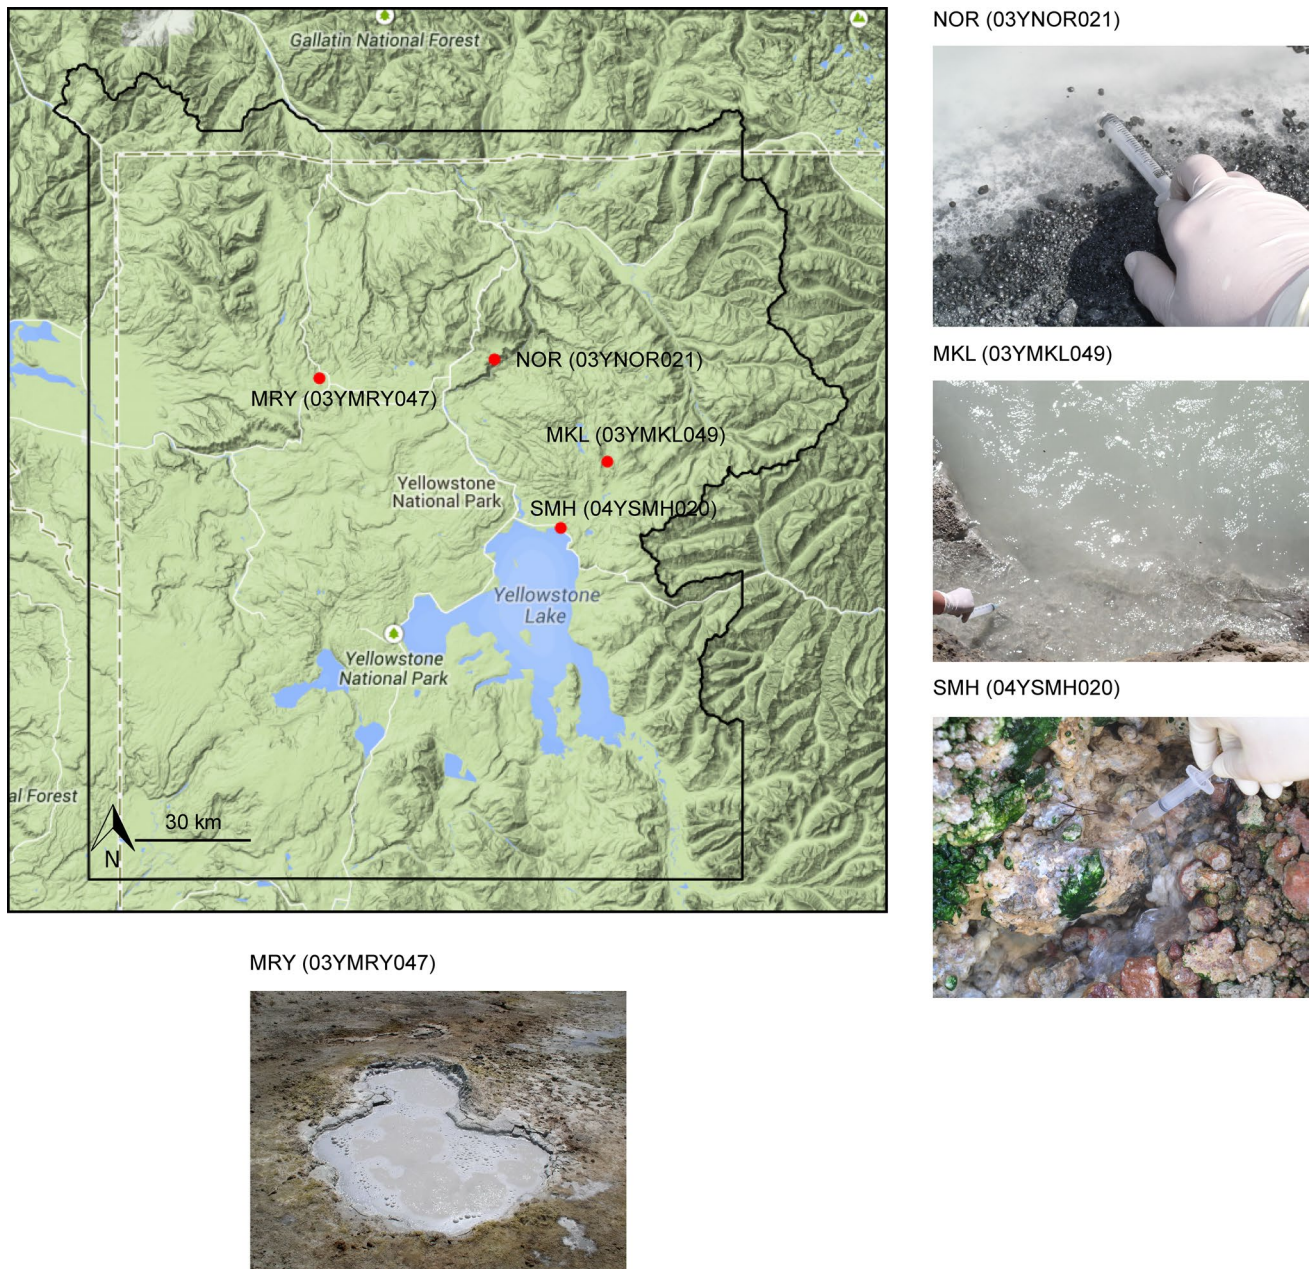 Gallatin National Forest
NOR (03YNOR021)
MRY (03YMRY047)
MKL (03YMKL049)
Yellowstone
National Park
SMH (04YSMH020)
Yellowstone
Lake
Yellowstone
National Park
al Forest
30 km
N
NOR (03YNOR021)
MKL (03YMKL049)
SMH (04YSMH020)
MRY (03YMRY047)